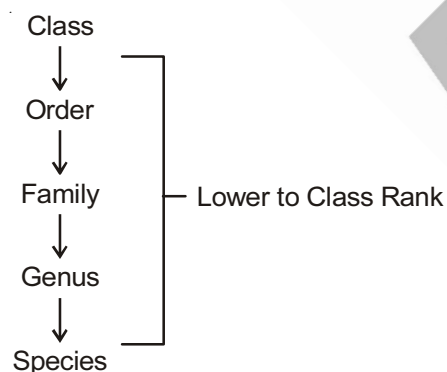 Class
Order
Family
Lower to Class Rank
Genus
Species